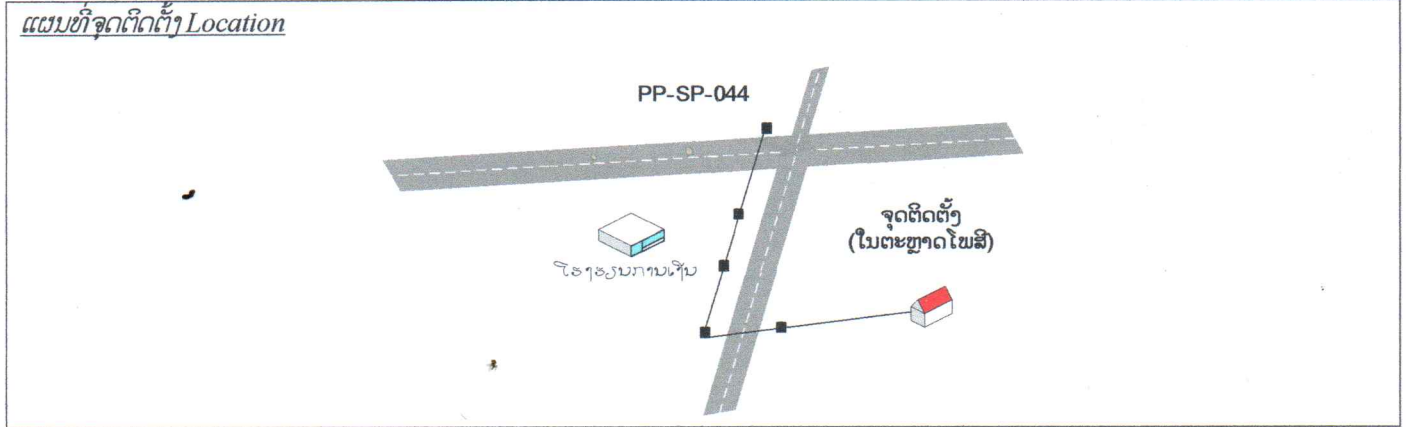 ແຜນທີ່ຈຸດຕິດຕັ້ງ Location
PP-SP-044
ຈຸດຕິດຕັ້ງ
(ໃນຕະຫຼາດໂພສີ)
ໂຮງຮຽນການເງິນ